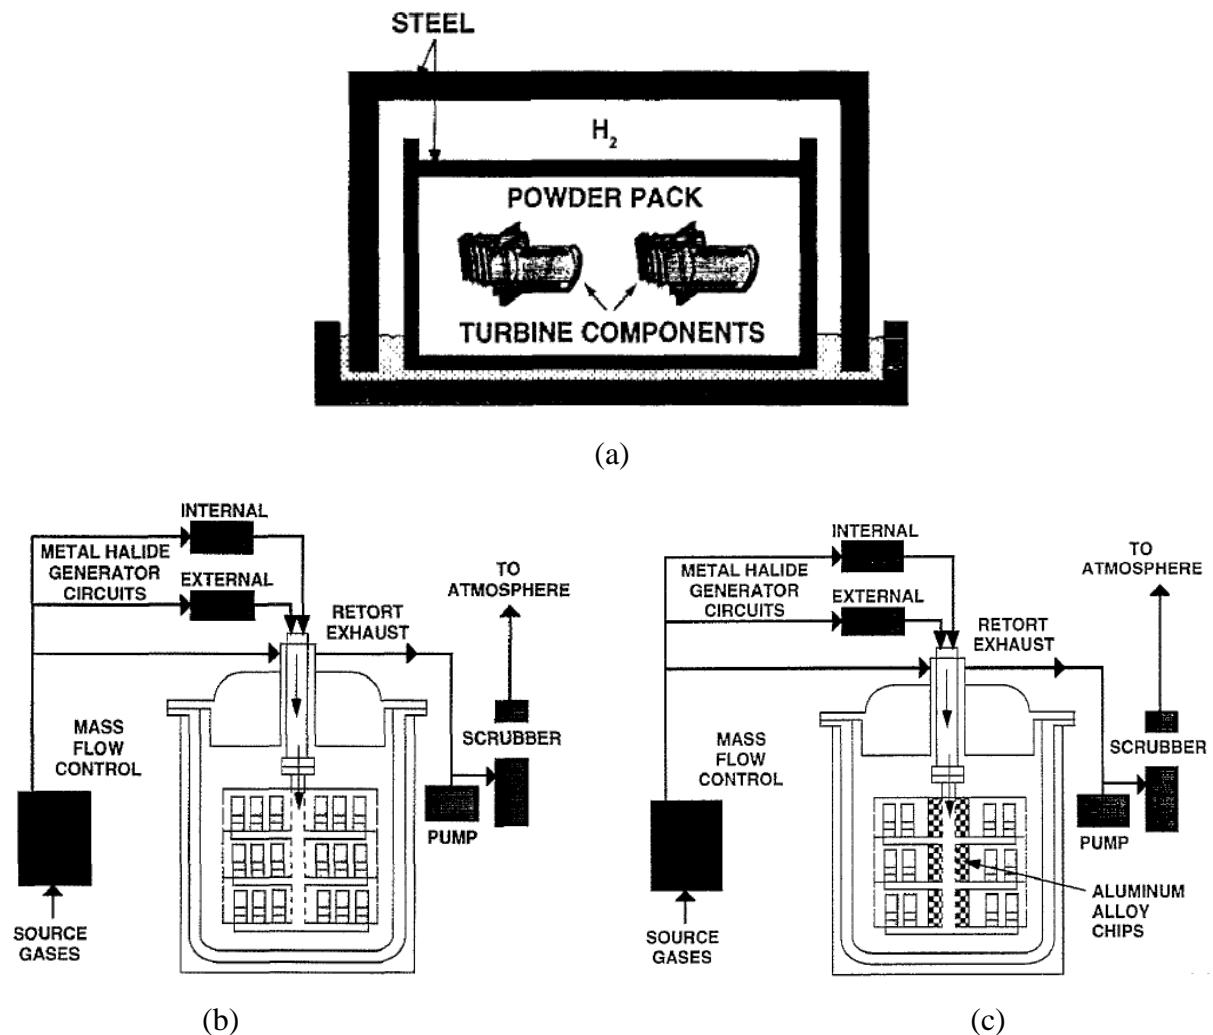 STEEL
H2
POWDER PACK
TURBINE COMPONENTS
(a)
INTERNAL
METAL HALIDE
GENERATOR
CIRCUITS
EXTERNAL
TO
ATMOSPHERE
RETORT
EXHAUST
MASS
FLOW
CONTROL
SCRUBBER
PUMP
SOURCE
GASES
(b)
INTERNAL
METAL HALIDE
GENERATOR
CIRCUITS
EXTERNAL
TO
ATMOSPHERE
RETORT
EXHAUST
MASS
FLOW
CONTROL
SCRUBBER
PUMP
ALUMINUM
ALLOY
CHIPS
SOURCE
GASES
(c)